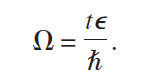 Ω = tϵ / ℏ.